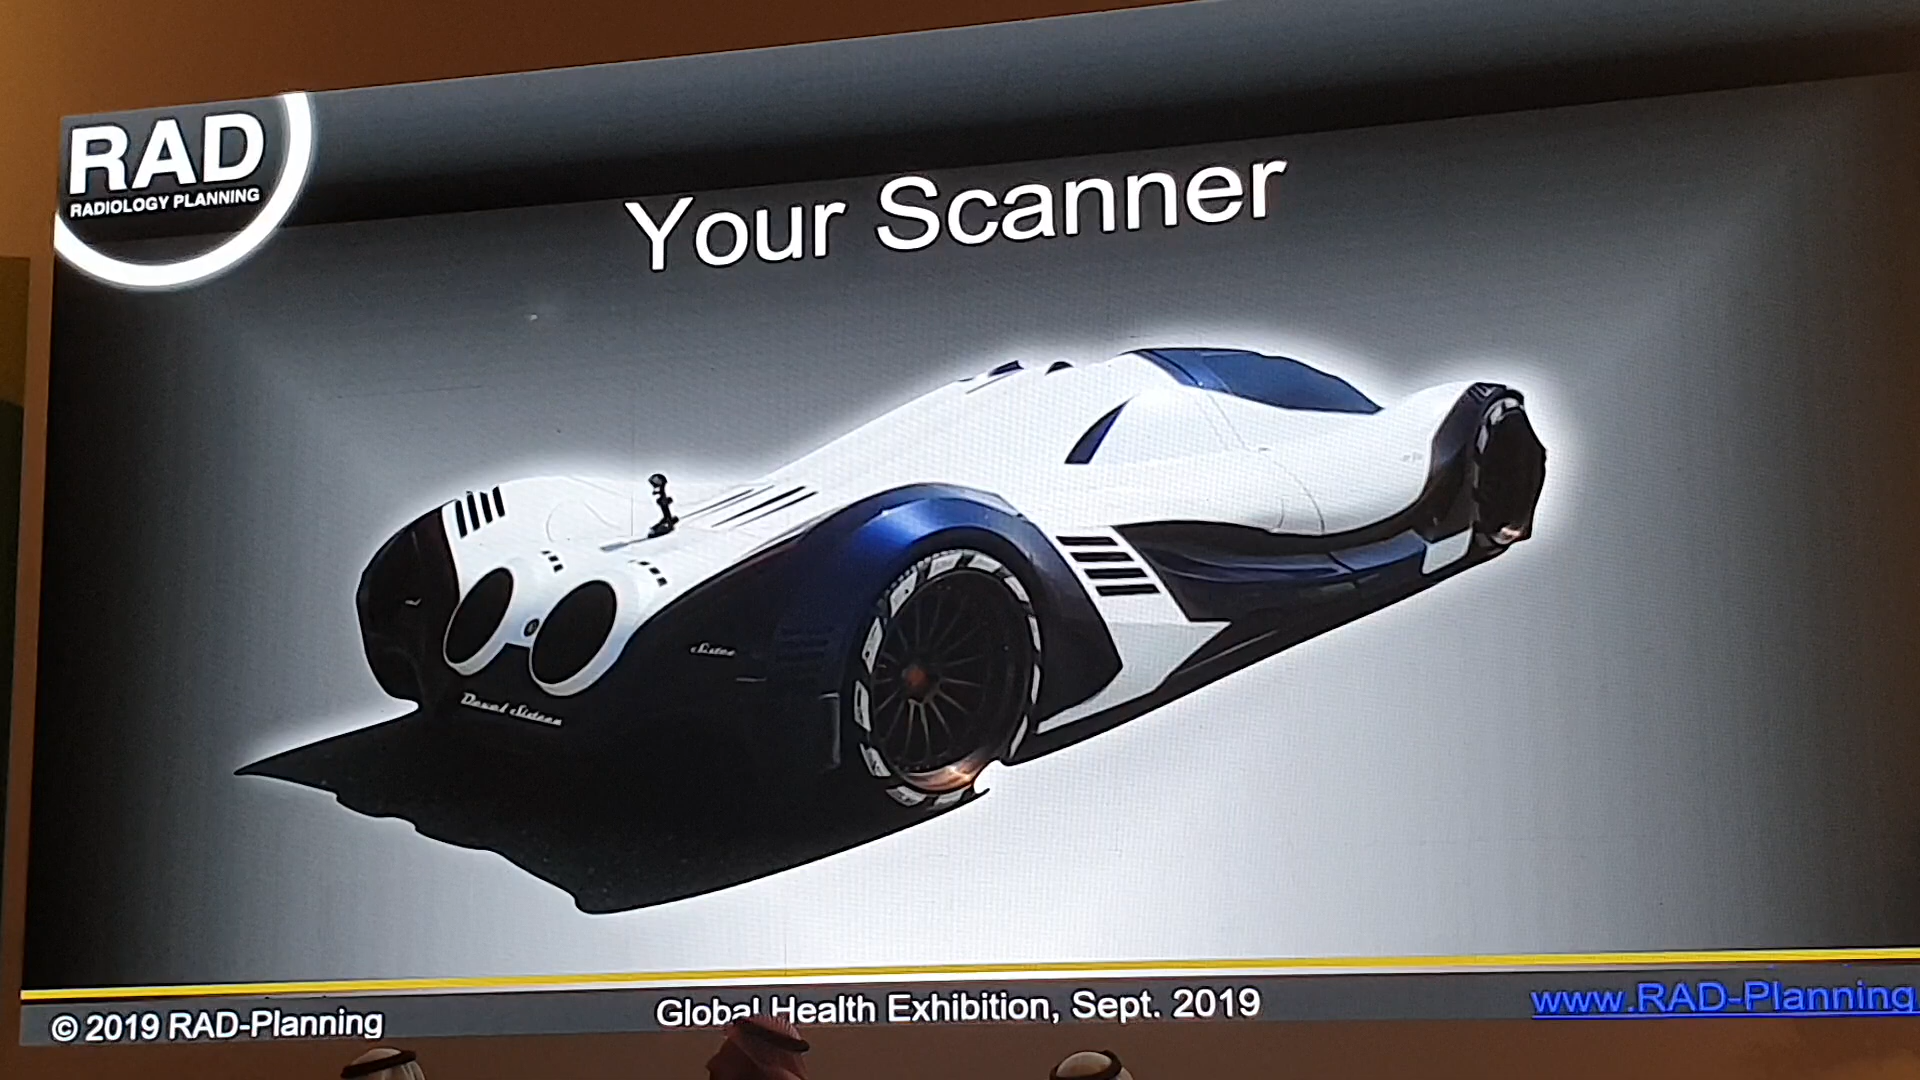 RAD
RADIOLOGY PLANNING
Your Scanner
Devel Sixteen
© 2019 RAD-Planning
Global Health Exhibition, Sept. 2019
www.RAD-Planning